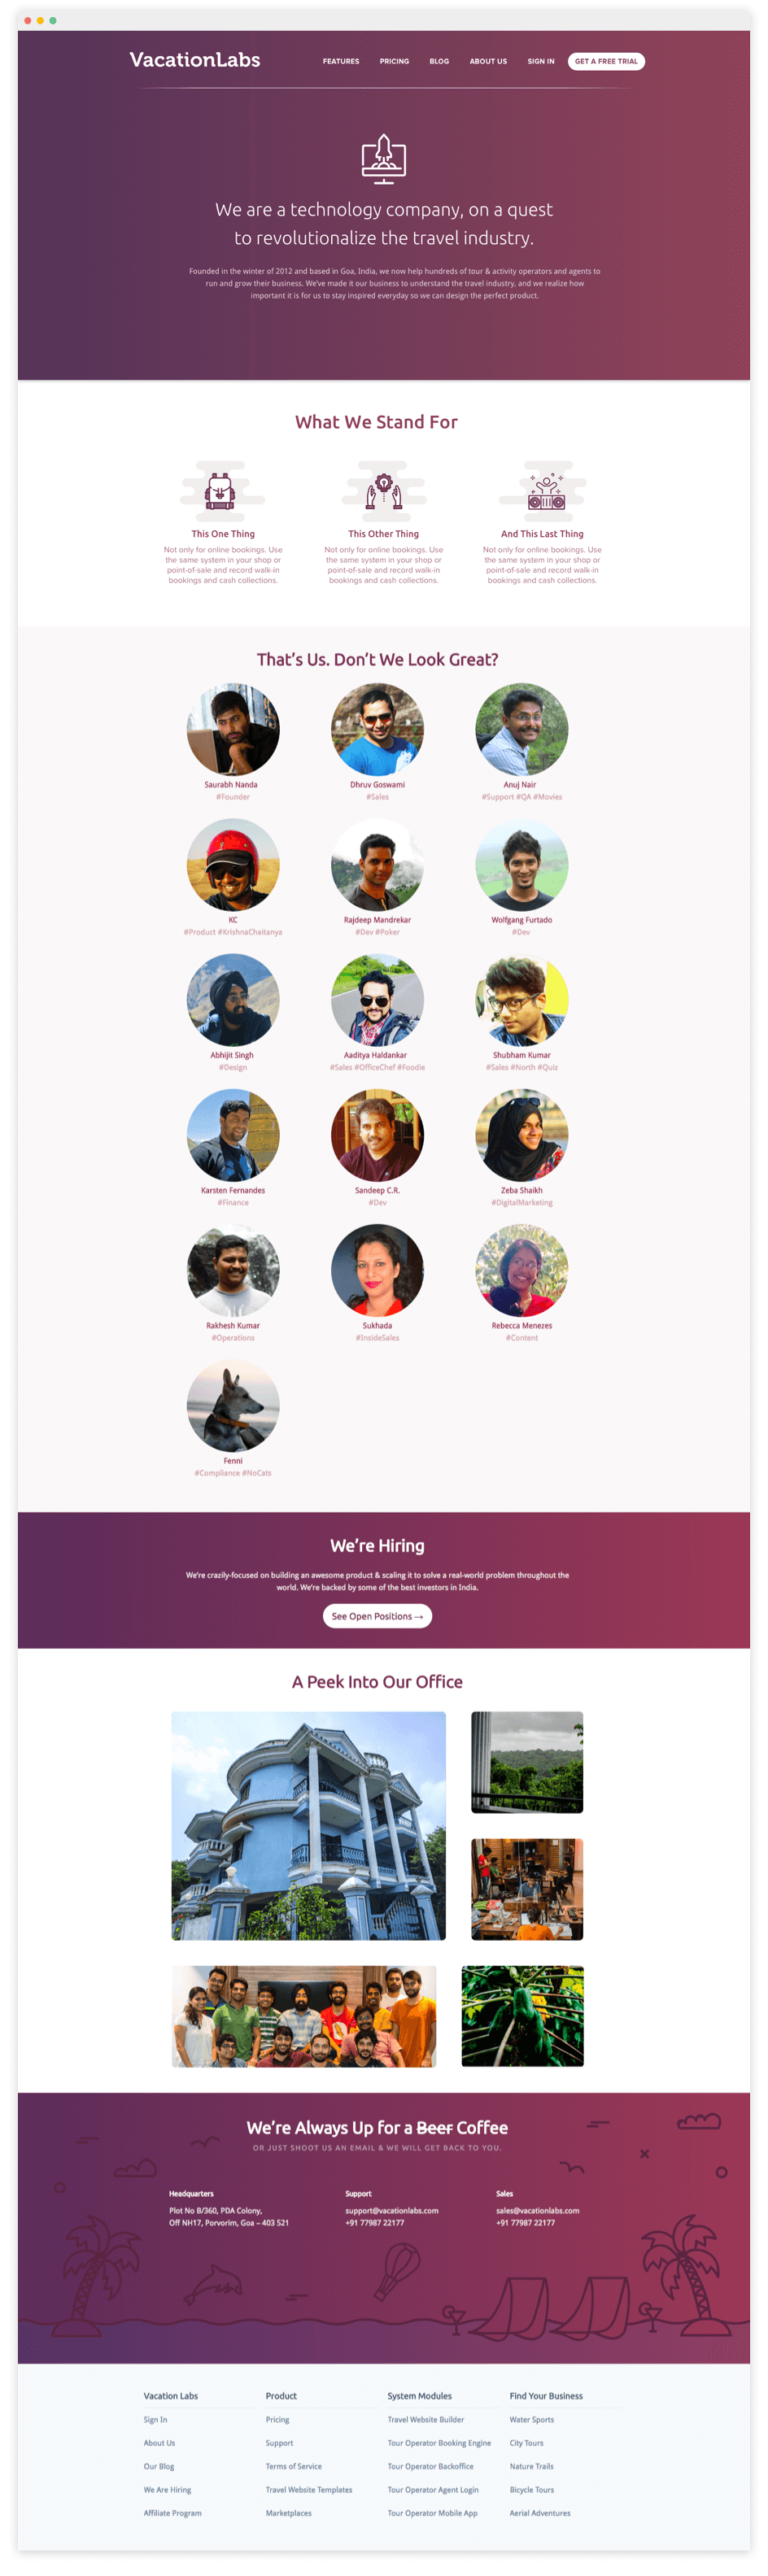 VacationLabs
FEATURES PRICING BLOG ABOUT US SIGN IN GET A FREE TRIAL
We are a technology company, on a quest
to revolutionalize the travel industry.
Founded in the winter of 2012 and based in Goa, India, we now help hundreds of tour & activity operators and agents to
run and grow their business. We've made it our business to understand the travel industry, and we realize how
important it is for us to stay inspired everyday so we can design the perfect product.
What We Stand For
This One Thing
Not only for online bookings. Use
the same system in your shop or
point-of-sale and record walk-in
bookings and cash collections.
This Other Thing
Not only for online bookings. Use
the same system in your shop or
point-of-sale and record walk-in
bookings and cash collections.
And This Last Thing
Not only for online bookings. Use
the same system in your shop or
point-of-sale and record walk-in
bookings and cash collections.
That's Us. Don't We Look Great?
Saurabh Nanda
#Founder
Dhruv Goswami
#Sales
Anuj Nair
#Support #QA #Movies
KC
#Product #KrishnaChaitanya
Rajdeep Mandrekar
#Dev #Poker
Wolfgang Furtado
#Dev
Abhijit Singh
#Design
Aaditya Haldankar
#Sales #OfficeChef #Foodie
Shubham Kumar
#Sales #North #Quiz
Karsten Fernandes
#Finance
Sandeep C.R.
#Dev
Zeba Shaikh
#DigitalMarketing
Rakhesh Kumar
#Operations
Sukhada
#InsideSales
Rebecca Menezes
#Content
Fenni
#Compliance #NoCats
We're Hiring
We're crazily-focused on building an awesome product & scaling it to solve a real-world problem throughout the
world. We're backed by some of the best investors in India.
See Open Positions →
A Peek Into Our Office
We're Always Up for a Beer Coffee
OR JUST SHOOT US AN EMAIL & WE WILL GET BACK TO YOU.
Headquarters
Plot No B/360, PDA Colony,
Off NH17, Porvorim, Goa – 403 521
Support
support@vacationlabs.com
+91 77987 22177
Sales
sales@vacationlabs.com
+91 77987 22177
Vacation Labs
Sign In
About Us
Our Blog
We Are Hiring
Affiliate Program
Product
Pricing
Support
Terms of Service
Travel Website Templates
Marketplaces
System Modules
Travel Website Builder
Tour Operator Booking Engine
Tour Operator Backoffice
Tour Operator Agent Login
Tour Operator Mobile App
Find Your Business
Water Sports
City Tours
Nature Trails
Bicycle Tours
Aerial Adventures